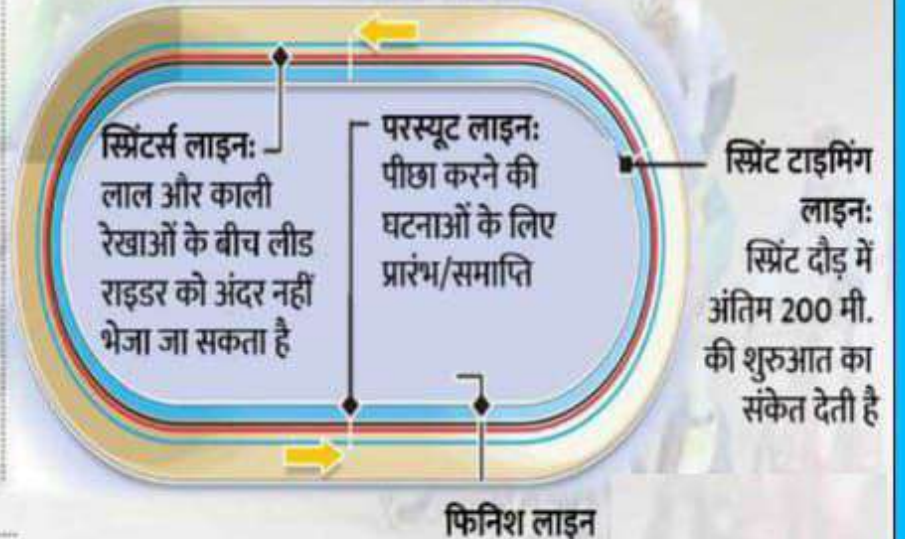 स्प्रिंटर्स लाइन:
लाल और काली
रेखाओं के बीच लीड
राइडर को अंदर नहीं
भेजा जा सकता है
परस्यूट लाइन:
पीछा करने की
घटनाओं के लिए
प्रारंभ/समाप्ति
स्प्रिंट टाइमिंग
लाइन:
स्प्रिंट दौड़ में
अंतिम 200 मी.
की शुरुआत का
संकेत देती है
फिनिश लाइन